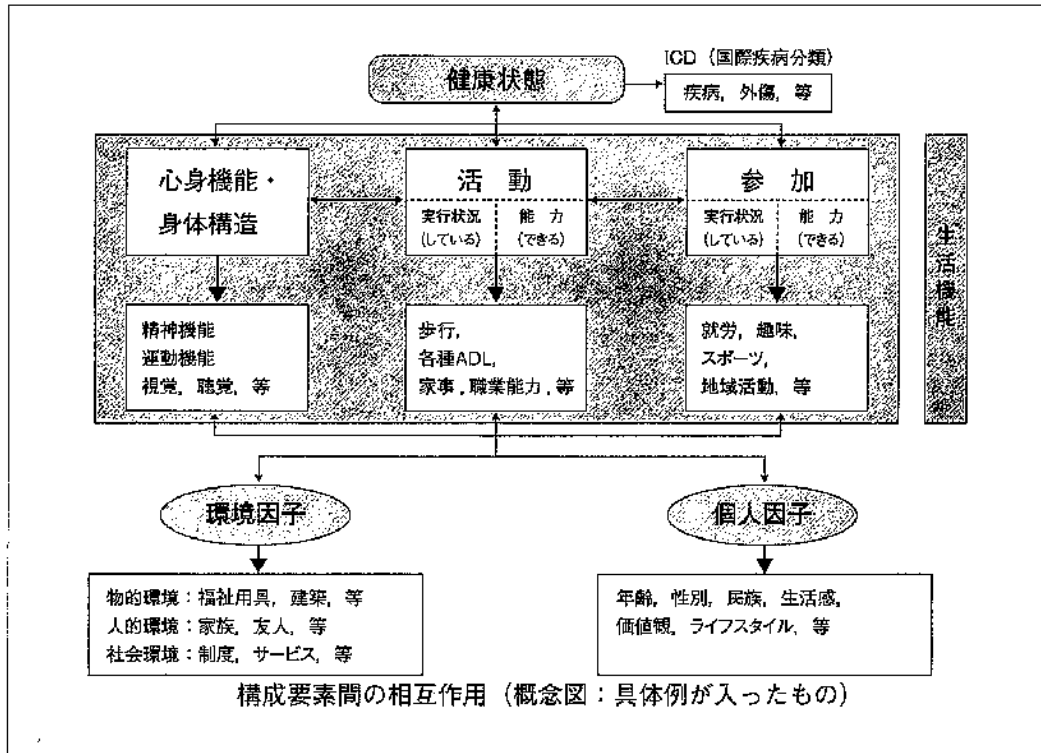 ICD（国際疾病分類）
健康状態
疾病，外傷，等
心身機能・
身体構造
活 動
実行状況
(している)
能 力
(できる)
参 加
実行状況
(している)
能 力
(できる)
生活機能
精神機能
運動機能
視覚，聴覚，等
歩行，
各種ADL，
家事，職業能力，等
就労，趣味，
スポーツ，
地域活動，等
環境因子
個人因子
物的環境：福祉用具，建築，等
人的環境：家族，友人，等
社会環境：制度，サービス，等
年齢，性別，民族，生活感，
価値観，ライフスタイル，等
構成要素間の相互作用（概念図：具体例が入ったもの）